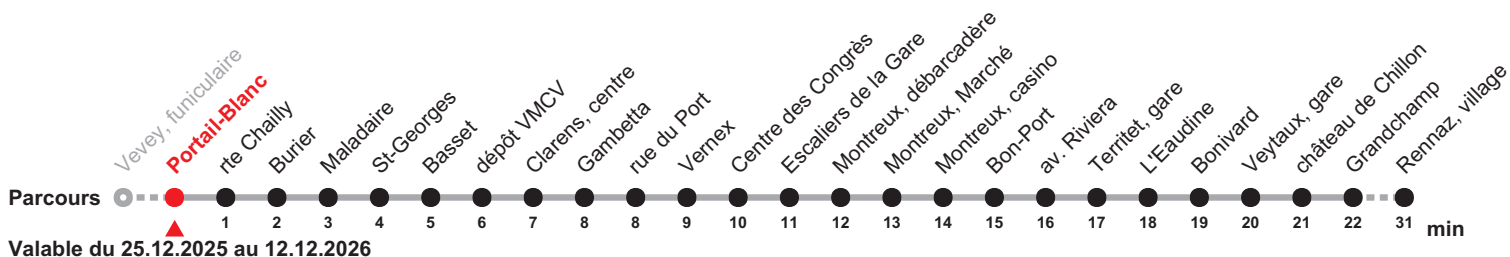 Vevey, funiculaire
Portail-Blanc
rte Chailly
Burier
Maladaire
St-Georges
Basset
dépôt VMCV
Clarens, centre
Gambetta
rue du Port
Vernex
Centre des Congrès
Escaliers de la Gare
Montreux, débarcadère
Montreux, Marché
Montreux, casino
Bon-Port
av. Riviera
Territet, gare
L'Eaudine
Bonivard
Veytaux, gare
château de Chillon
Grandchamp
Rennaz, village
Parcours
1 2 3 4 5 6 7 8 8 9 10 11 12 13 14 15 16 17 18 19 20 21 22 31 min
Valable du 25.12.2025 au 12.12.2026